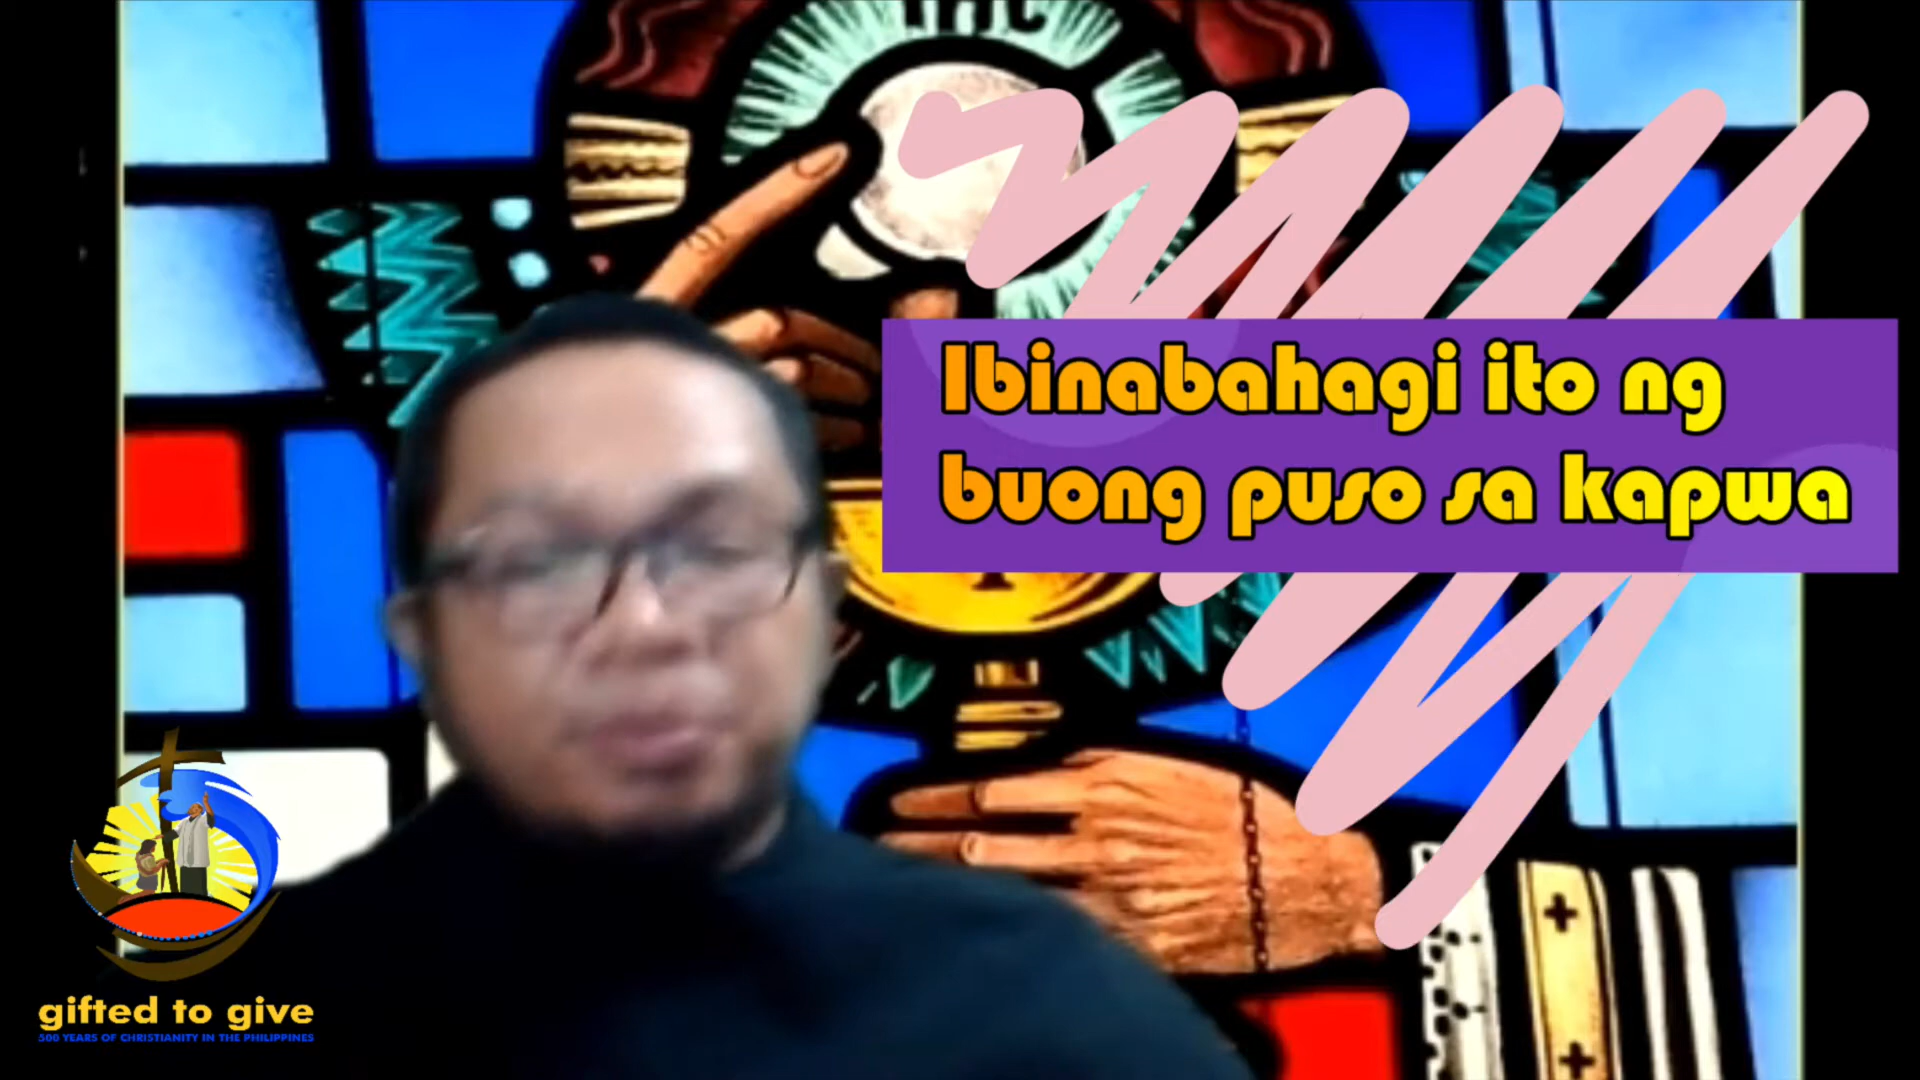 Ibinabahagi ito ng
buong puso sa kapwa
gifted to give
500 YEARS OF CHRISTIANITY IN THE PHILIPPINES